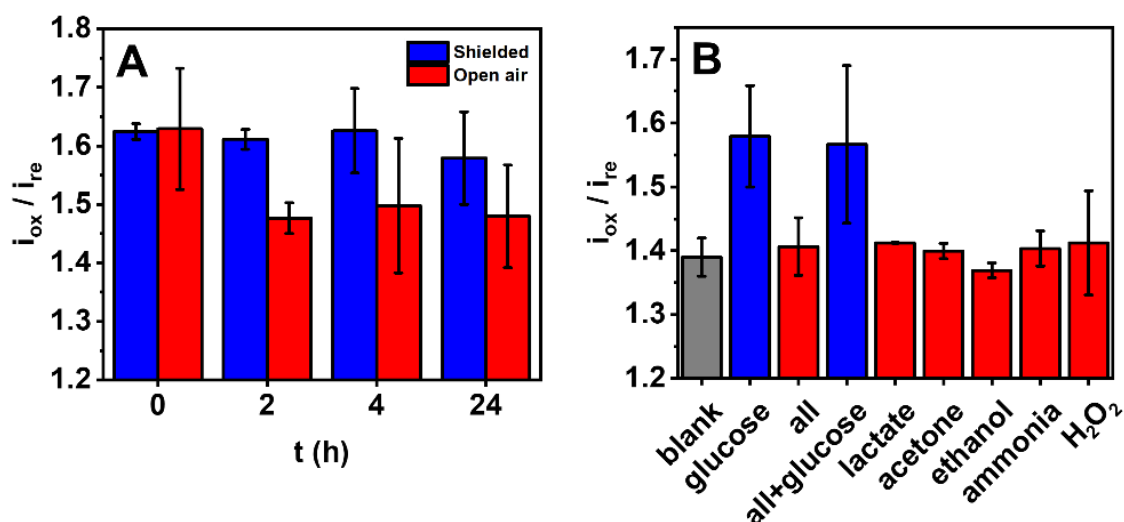 A
Shielded
Open air
i_ox / i_re
1.8
1.7
1.6
1.5
1.4
1.3
1.2
0 2 4 24
t (h)
B
i_ox / i_re
1.7
1.6
1.5
1.4
1.3
1.2
blank
glucose
all
all+glucose
lactate
acetone
ethanol
ammonia
H₂O₂